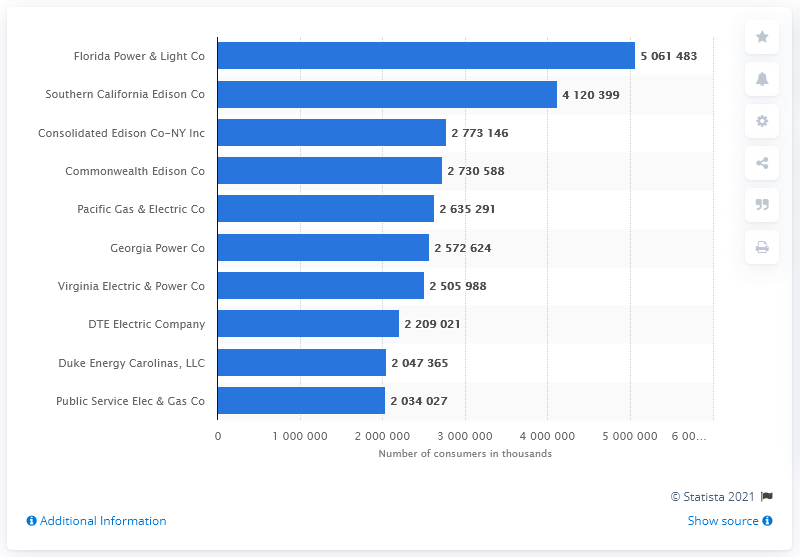 Florida Power & Light Co 5 061 483
Southern California Edison Co 4 120 399
Consolidated Edison Co-NY Inc 2 773 146
Commonwealth Edison Co 2 730 588
Pacific Gas & Electric Co 2 635 291
Georgia Power Co 2 572 624
Virginia Electric & Power Co 2 505 988
DTE Electric Company 2 209 021
Duke Energy Carolinas, LLC 2 047 365
Public Service Elec & Gas Co 2 034 027
0 1 000 000 2 000 000 3 000 000 4 000 000 5 000 000 6 00...
Number of consumers in thousands
© Statista 2021
Additional Information Show source